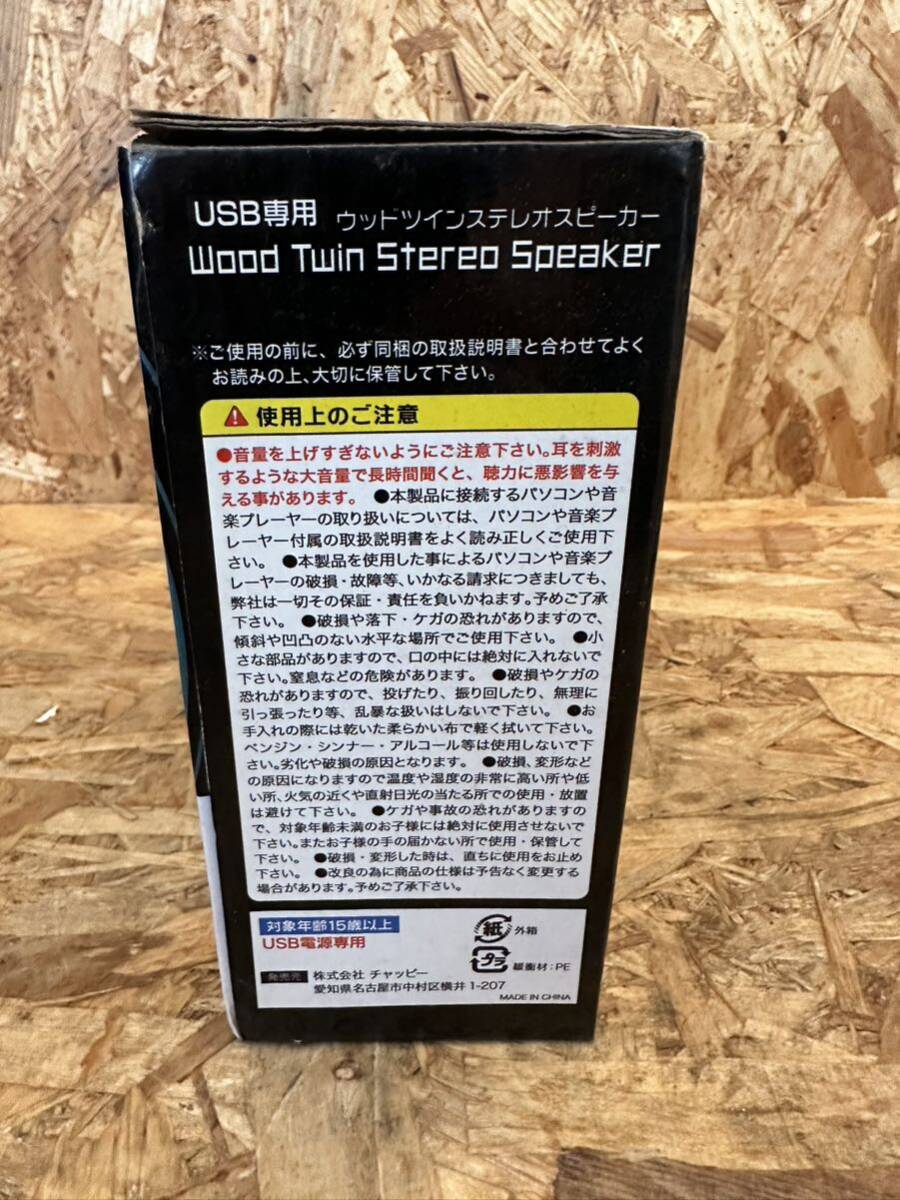 USB専用 ウッドツインステレオスピーカー
Wood Twin Stereo Speaker
※ご使用の前に、必ず同梱の取扱説明書と合わせてよく
お読みの上、大切に保管して下さい。
使用上のご注意
●音量を上げすぎないようにご注意下さい。耳を刺激
するような大音量で長時間聞くと、聴力に悪影響を与
える事があります。 ●本製品に接続するパソコンや音
楽プレーヤーの取り扱いについては、パソコンや音楽プ
レーヤー付属の取扱説明書をよく読み正しくご使用下
さい。 ●本製品を使用した事によるパソコンや音楽プ
レーヤーの破損・故障等、いかなる請求につきましても、
弊社は一切その保証・責任を負いかねます。予めご了承
下さい。 ●破損や落下・ケガの恐れがありますので、
傾斜や凹凸のない水平な場所でご使用下さい。 ●小
さな部品がありますので、口の中には絶対に入れないで
下さい。窒息などの危険があります。 ●破損やケガの
恐れがありますので、投げたり、振り回したり、無理に
引っ張ったり等、乱暴な扱いはしないで下さい。 ●お
手入れの際には乾いた柔らかい布で軽く拭いて下さい。
ベンジン・シンナー・アルコール等は使用しないで下
さい。劣化や破損の原因となります。 ●破損、変形など
の原因になりますので温度や湿度の非常に高い所や低
い所、火気の近くや直射日光の当たる所での使用・放置
は避けて下さい。 ●ケガや事故の恐れがありますの
で、対象年齢未満のお子様には絶対に使用させないで
下さい。またお子様の手の届かない所で使用・保管して
下さい。 ●破損・変形した時は、直ちに使用をお止め
下さい。 ●改良の為に商品の仕様は予告なく変更する
場合があります。予めご了承下さい。
対象年齢15歳以上
USB電源専用
発売元 株式会社 チャッピー
愛知県名古屋市中村区横井 1-207
紙 外箱
プラ 緩衝材:PE
MADE IN CHINA